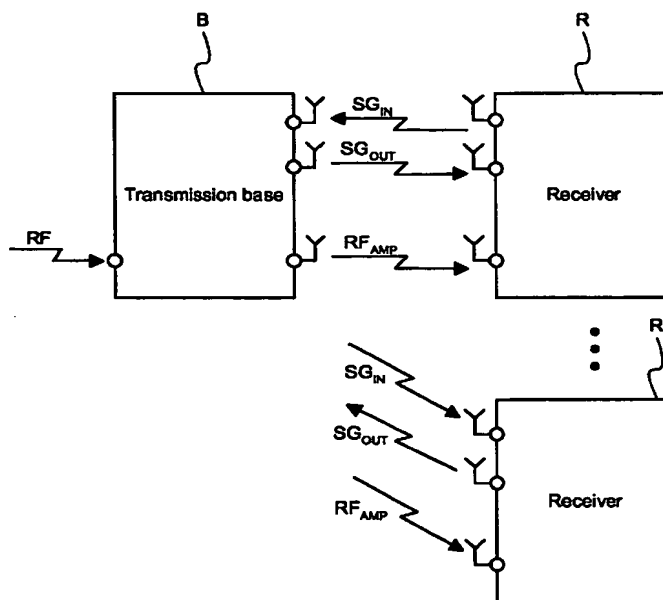 B
R
SG_IN
SG_OUT
Transmission base
Receiver
RF
RF_AMP
R
SG_IN
SG_OUT
Receiver
RF_AMP